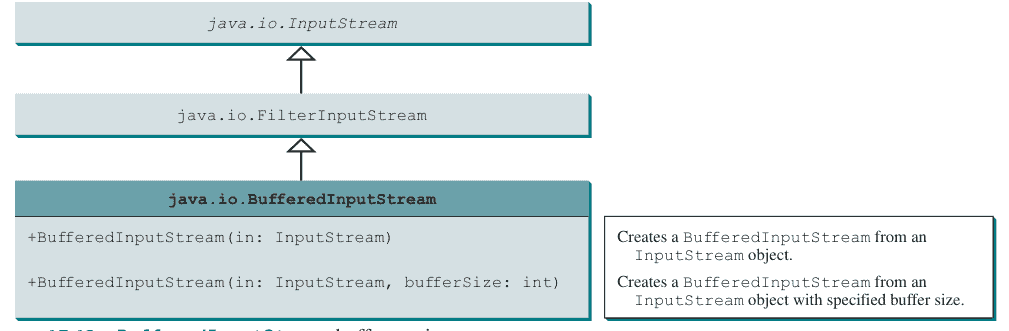 java.io.InputStream
java.io.FilterInputStream
java.io.BufferedInputStream
+BufferedInputStream(in: InputStream)
+BufferedInputStream(in: InputStream, bufferSize: int)
Creates a BufferedInputStream from an
InputStream object.
Creates a BufferedInputStream from an
InputStream object with specified buffer size.